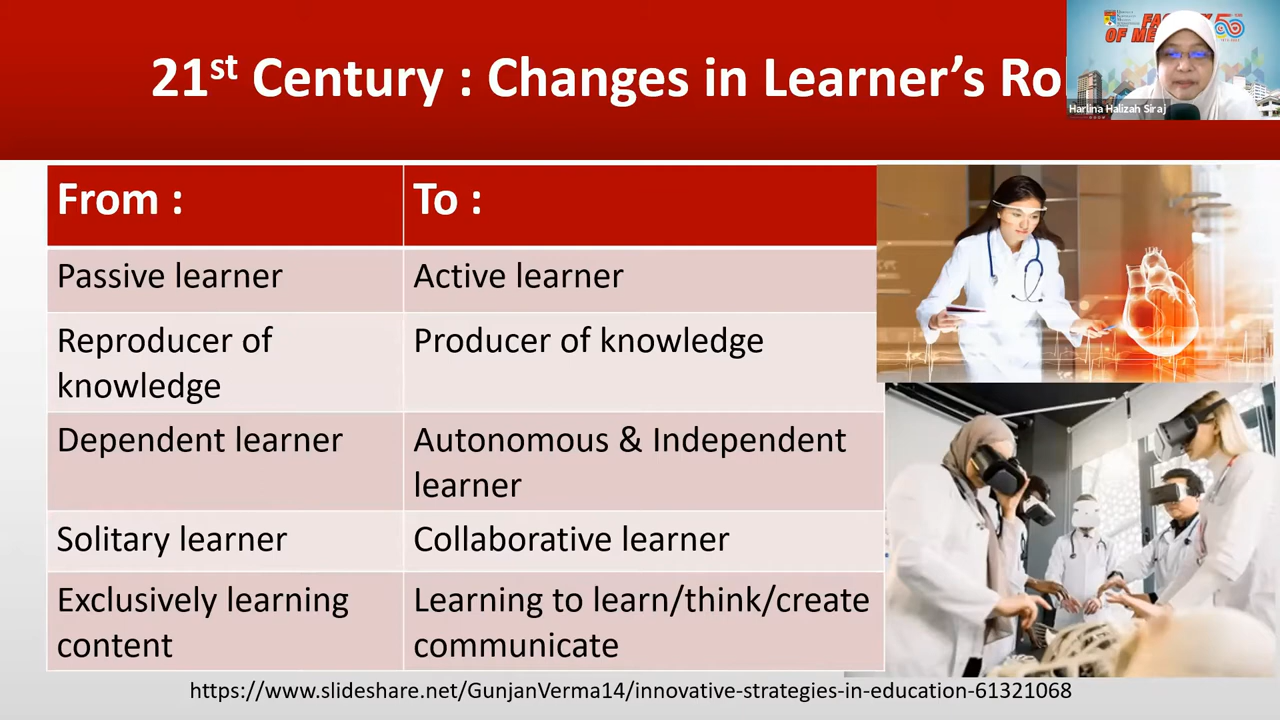 21st Century : Changes in Learner's Ro
Harlina Halizah Siraj
From :
To :
Passive learner
Active learner
Reproducer of
knowledge
Producer of knowledge
Dependent learner
Autonomous & Independent
learner
Solitary learner
Collaborative learner
Exclusively learning
content
Learning to learn/think/create
communicate
https://www.slideshare.net/GunjanVerma14/innovative-strategies-in-education-61321068